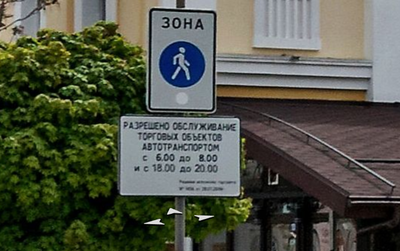 ЗОНА
РАЗРЕШЕНО ОБСЛУЖИВАНИЕ
ТОРГОВЫХ ОБЪЕКТОВ
АВТОТРАНСПОРТОМ
с 6.00 до 8.00
и с 18.00 до 20.00